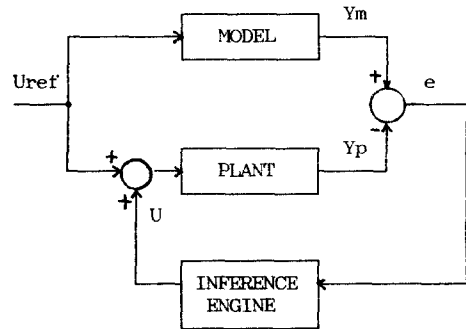 Ym
MODEL
Uref
+
e
-
+
Yp
PLANT
+
U
INFERENCE
ENGINE